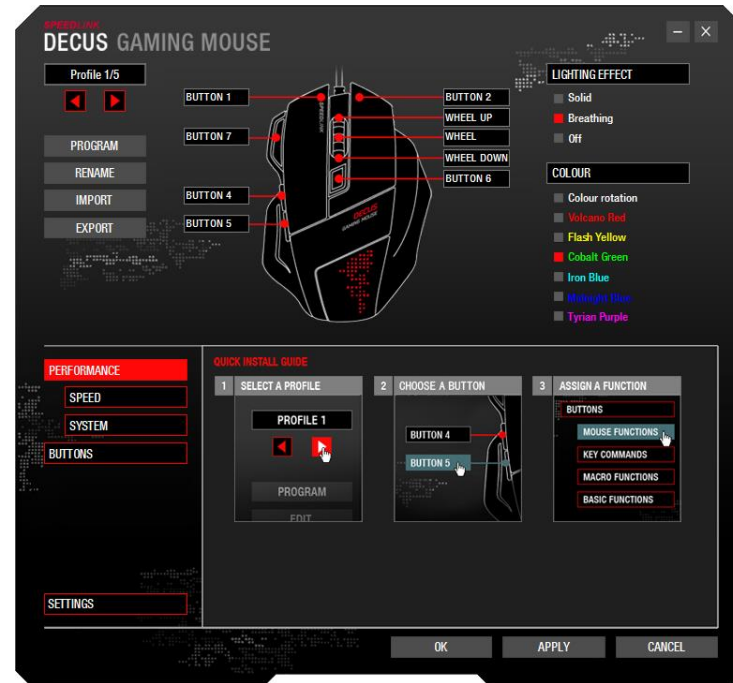 SPEEDLINK
DECUS GAMING MOUSE
Profile 1/5
PROGRAM
RENAME
IMPORT
EXPORT
BUTTON 1
BUTTON 7
BUTTON 4
BUTTON 5
BUTTON 2
WHEEL UP
WHEEL
WHEEL DOWN
BUTTON 6
SPEEDLINK
DECUS
GAMING MOUSE
LIGHTING EFFECT
Solid
Breathing
Off
COLOUR
Colour rotation
Volcano Red
Flash Yellow
Cobalt Green
Iron Blue
Midnight Blue
Tyrian Purple
PERFORMANCE
SPEED
SYSTEM
BUTTONS
SETTINGS
QUICK INSTALL GUIDE
1 SELECT A PROFILE
PROFILE 1
PROGRAM
EDIT
2 CHOOSE A BUTTON
BUTTON 4
BUTTON 5
3 ASSIGN A FUNCTION
BUTTONS
MOUSE FUNCTIONS
KEY COMMANDS
MACRO FUNCTIONS
BASIC FUNCTIONS
OK
APPLY
CANCEL